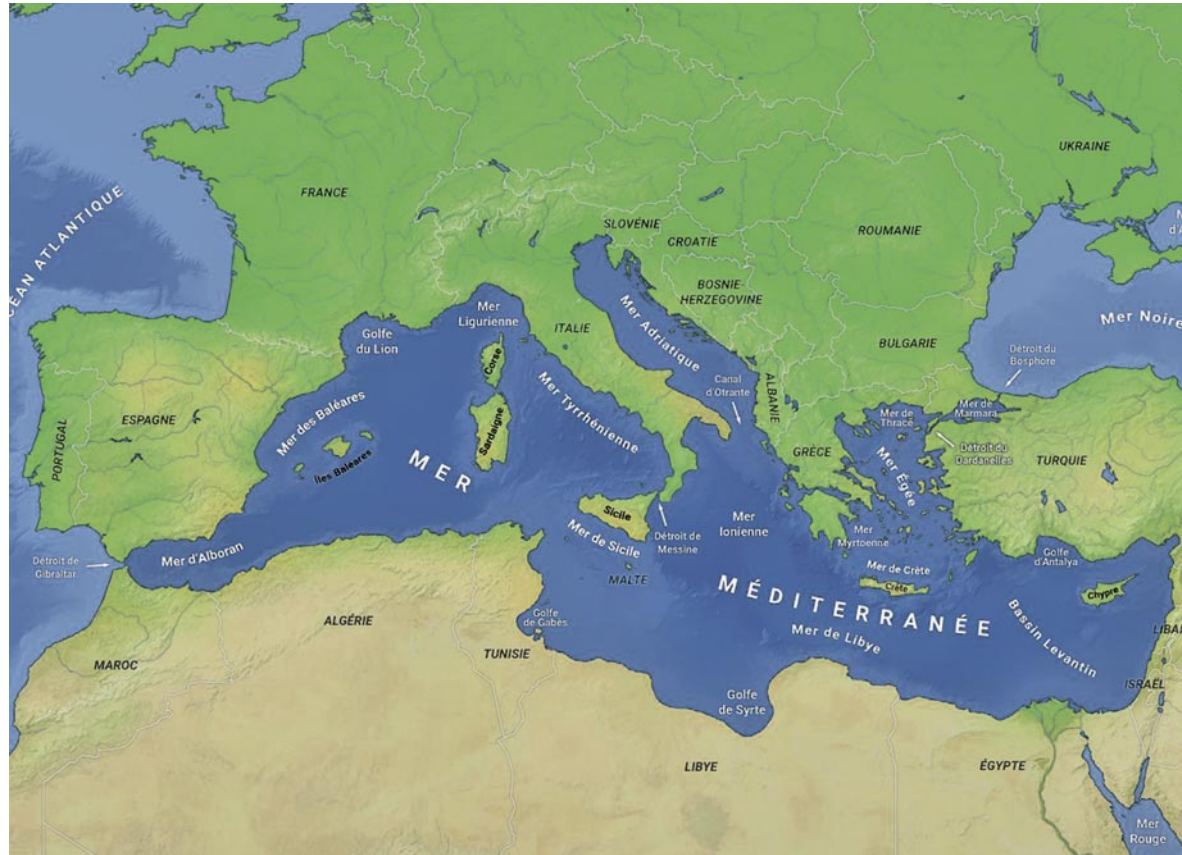 UKRAINE
FRANCE
OCÉAN ATLANTIQUE
SLOVÉNIE
CROATIE
ROUMANIE
BOSNIE-
HERZEGOVINE
Mer
Ligurienne
Golfe
du Lion
ITALIE
Mer Adriatique
Mer Noire
BULGARIE
Détroit du
Bosphore
Corse
Canal
d'Otrante
ALBANIE
Mer des Baléares
Sardaigne
Mer Tyrrhénienne
Mer de
Thrace
Mer de
Marmara
ESPAGNE
PORTUGAL
Îles Baléares
MER
GRÈCE
Mer Égée
Détroit du
Dardanelles
TURQUIE
Sicile
Mer
Ionienne
Mer de Sicile
Détroit de
Messine
Mer
Myrtoenne
Golfe
d'Antalya
Mer d'Alboran
Détroit de
Gibraltar
MALTE
Mer de Crète
Crète
Chypre
MÉDITERRANÉE
Mer de Libye
Bassin Levantin
LIBA
ALGÉRIE
Golfe
de Gabès
TUNISIE
MAROC
ISRAËL
Golfe
de Syrte
LIBYE
ÉGYPTE
Mer
Rouge